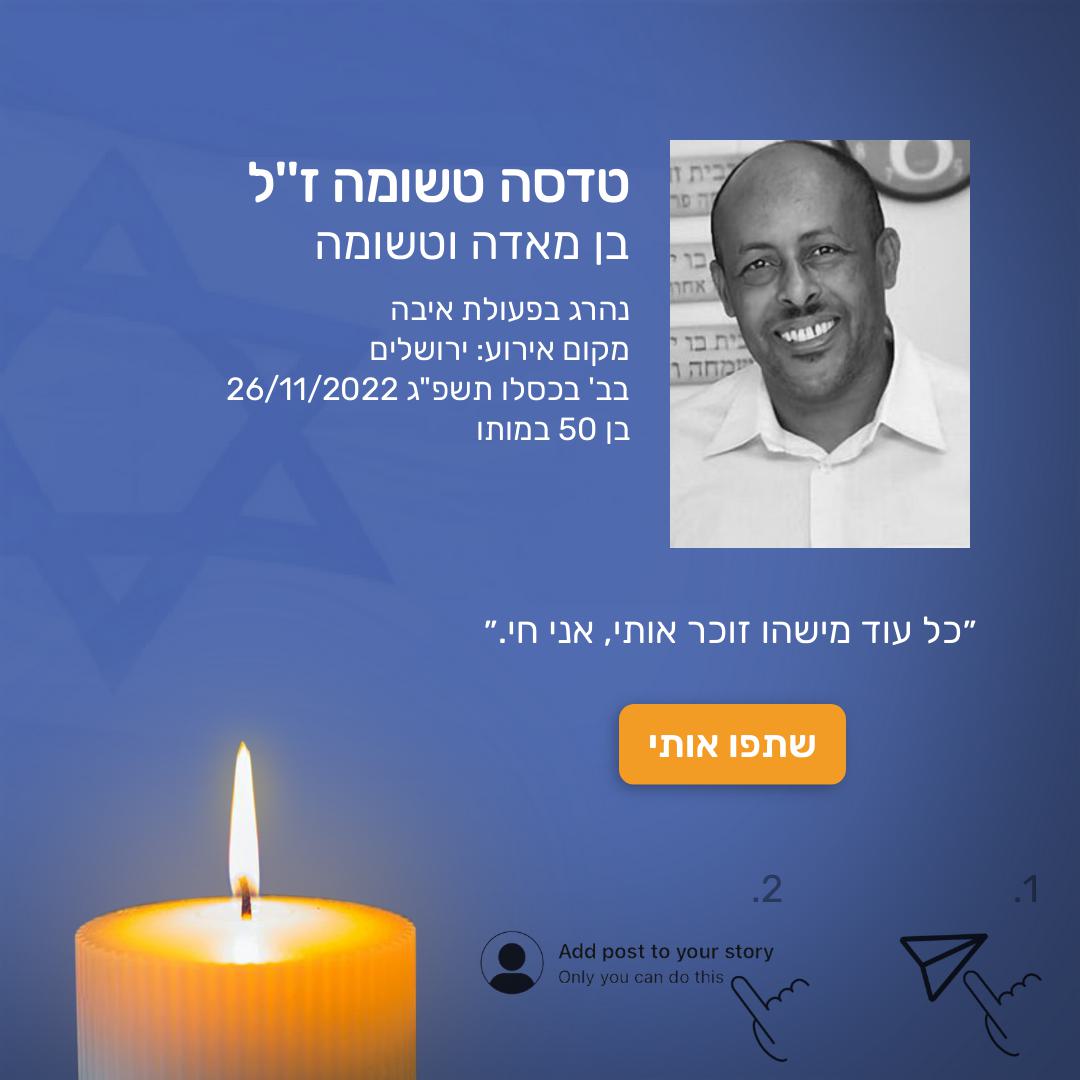 טדסה טשומה ז"ל
בן מאדה וטשומה
נהרג בפעולת איבה
מקום אירוע: ירושלים
בב' בכסלו תשפ"ג 26/11/2022
בן 50 במותו
״כל עוד מישהו זוכר אותי, אני חי.״
שתפו אותי
1.
2.
Add post to your story
Only you can do this